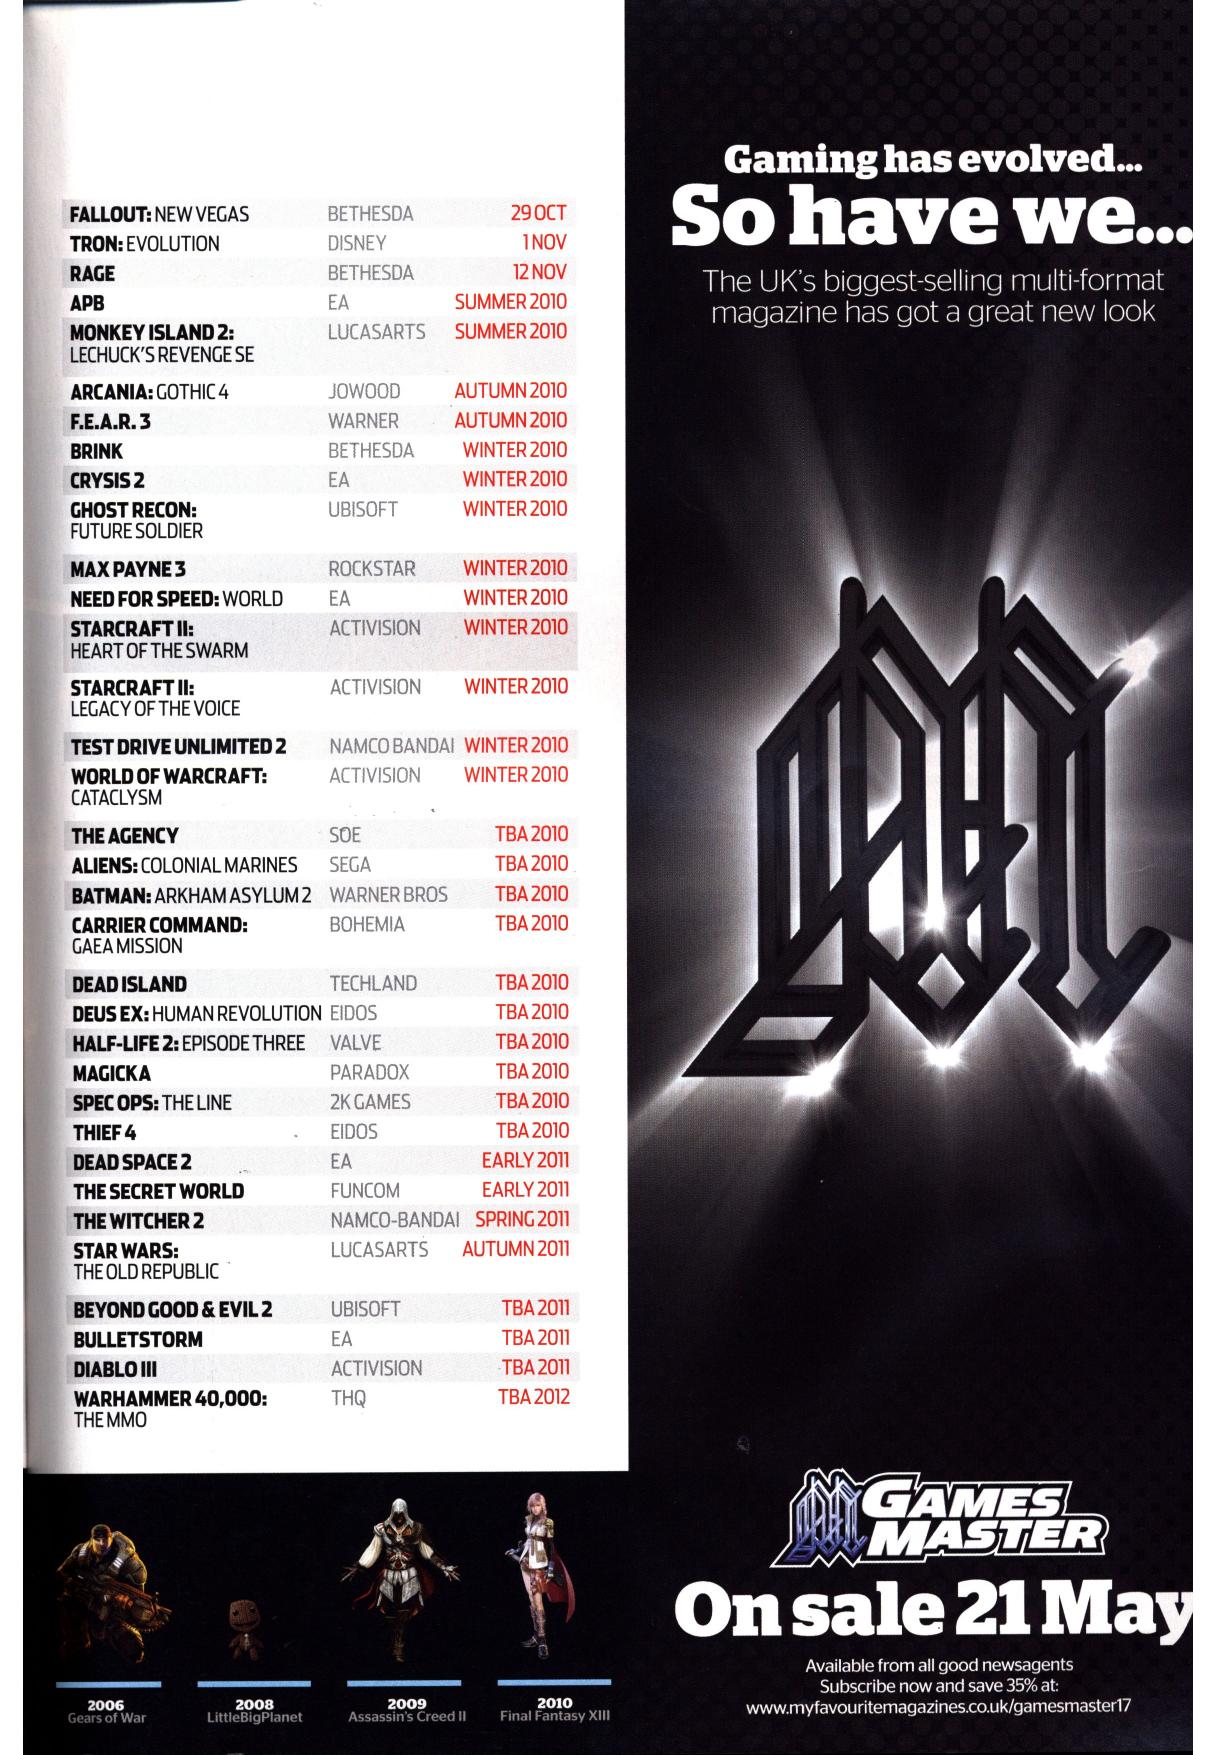 FALLOUT: NEW VEGAS BETHESDA 29 OCT
TRON: EVOLUTION DISNEY 1 NOV
RAGE BETHESDA 12 NOV
APB EA SUMMER 2010
MONKEY ISLAND 2: LUCASARTS SUMMER 2010
LECHUCK'S REVENGE SE
ARCANIA: GOTHIC 4 JOWOOD AUTUMN 2010
F.E.A.R. 3 WARNER AUTUMN 2010
BRINK BETHESDA WINTER 2010
CRYSIS 2 EA WINTER 2010
GHOST RECON: UBISOFT WINTER 2010
FUTURE SOLDIER
MAX PAYNE 3 ROCKSTAR WINTER 2010
NEED FOR SPEED: WORLD EA WINTER 2010
STARCRAFT II: ACTIVISION WINTER 2010
HEART OF THE SWARM
STARCRAFT II: ACTIVISION WINTER 2010
LEGACY OF THE VOICE
TEST DRIVE UNLIMITED 2 NAMCO BANDAI WINTER 2010
WORLD OF WARCRAFT: ACTIVISION WINTER 2010
CATACLYSM
THE AGENCY SOE TBA 2010
ALIENS: COLONIAL MARINES SEGA TBA 2010
BATMAN: ARKHAM ASYLUM 2 WARNER BROS TBA 2010
CARRIER COMMAND: BOHEMIA TBA 2010
GAEA MISSION
DEAD ISLAND TECHLAND TBA 2010
DEUS EX: HUMAN REVOLUTION EIDOS TBA 2010
HALF-LIFE 2: EPISODE THREE VALVE TBA 2010
MAGICKA PARADOX TBA 2010
SPEC OPS: THE LINE 2K GAMES TBA 2010
THIEF 4 EIDOS TBA 2010
DEAD SPACE 2 EA EARLY 2011
THE SECRET WORLD FUNCOM EARLY 2011
THE WITCHER 2 NAMCO-BANDAI SPRING 2011
STAR WARS: LUCASARTS AUTUMN 2011
THE OLD REPUBLIC
BEYOND GOOD & EVIL 2 UBISOFT TBA 2011
BULLETSTORM EA TBA 2011
DIABLO III ACTIVISION TBA 2011
WARHAMMER 40,000: THQ TBA 2012
THE MMO
2006
Gears of War
2008
LittleBigPlanet
2009
Assassin's Creed II
2010
Final Fantasy XIII
Gaming has evolved...
So have we...
The UK's biggest-selling multi-format
magazine has got a great new look
GAMES
MASTER
On sale 21 May
Available from all good newsagents
Subscribe now and save 35% at:
www.myfavouritemagazines.co.uk/gamesmaster17